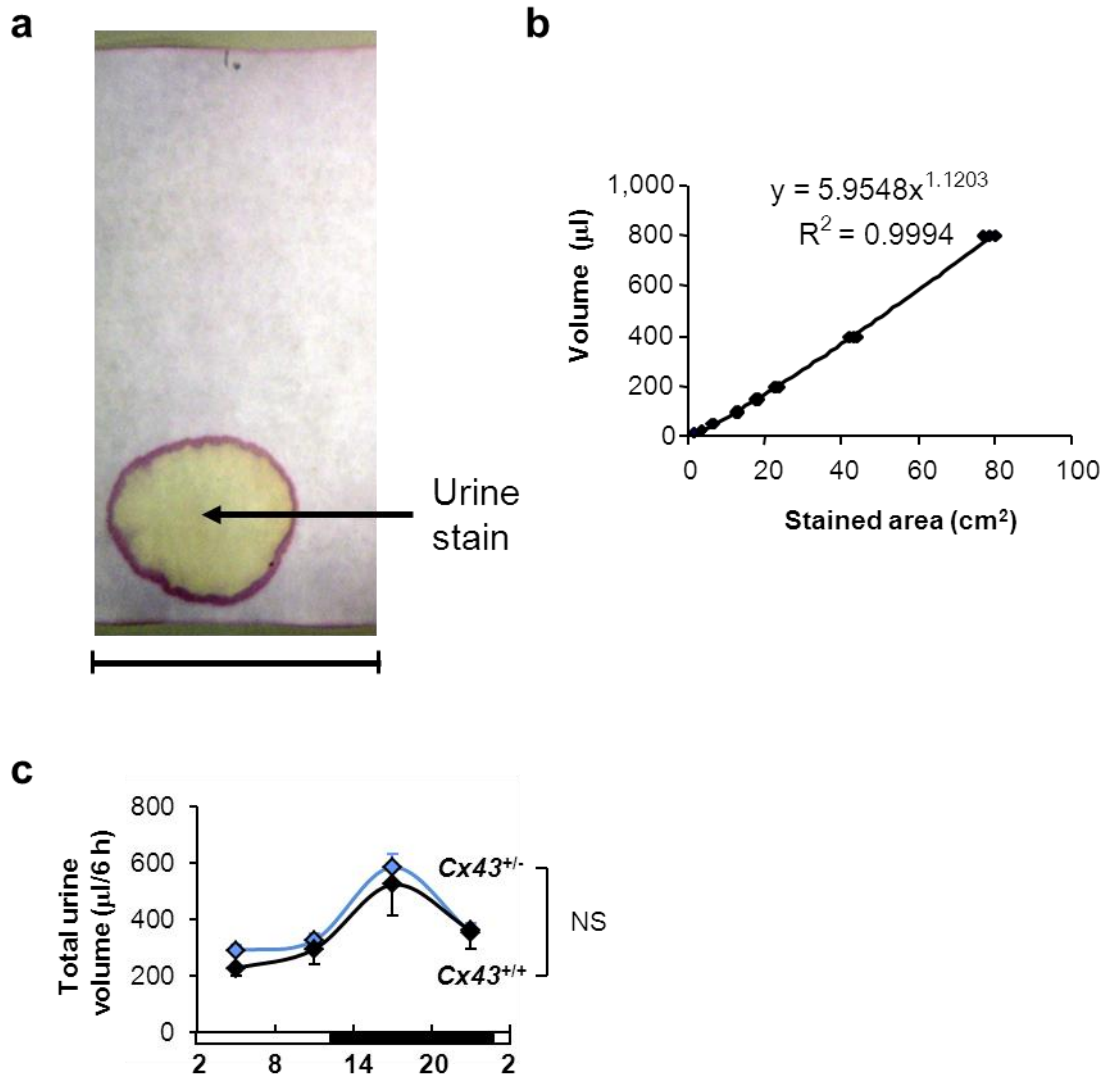 a
Urine
stain
b
y = 5.9548x^1.1203
R² = 0.9994
1,000
800
600
400
200
0
Volume (µl)
0 20 40 60 80 100
Stained area (cm²)
c
800
600
400
200
0
Total urine
volume (µl/6 h)
Cx43+/-
NS
Cx43+/+
2 8 14 20 2